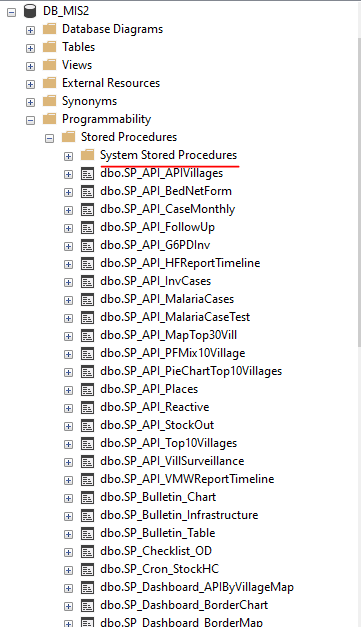 DB_MIS2
Database Diagrams
Tables
Views
External Resources
Synonyms
Programmability
Stored Procedures
System Stored Procedures
dbo.SP_API_APIVillages
dbo.SP_API_BedNetForm
dbo.SP_API_CaseMonthly
dbo.SP_API_FollowUp
dbo.SP_API_G6PDInv
dbo.SP_API_HFReportTimeline
dbo.SP_API_InvCases
dbo.SP_API_MalariaCases
dbo.SP_API_MalariaCaseTest
dbo.SP_API_MapTop30Vill
dbo.SP_API_PFMix10Village
dbo.SP_API_PieChartTop10Villages
dbo.SP_API_Places
dbo.SP_API_Reactive
dbo.SP_API_StockOut
dbo.SP_API_Top10Villages
dbo.SP_API_VillSurveillance
dbo.SP_API_VMWReportTimeline
dbo.SP_Bulletin_Chart
dbo.SP_Bulletin_Infrastructure
dbo.SP_Bulletin_Table
dbo.SP_Checklist_OD
dbo.SP_Cron_StockHC
dbo.SP_Dashboard_APIByVillageMap
dbo.SP_Dashboard_BorderChart
dbo.SP_Dashboard_BorderMap